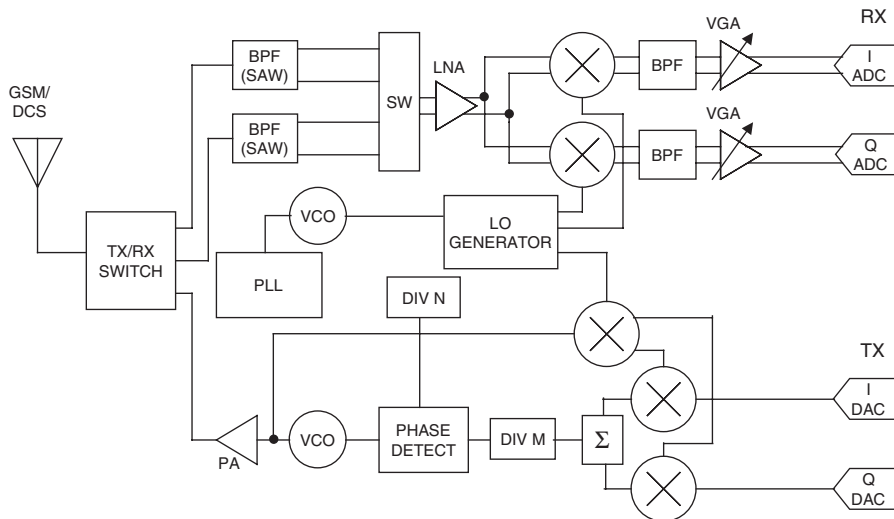 RX
VGA
BPF
(SAW)
LNA
BPF
I
ADC
SW
GSM/
DCS
VGA
BPF
(SAW)
BPF
Q
ADC
VCO
LO
GENERATOR
TX/RX
SWITCH
PLL
DIV N
TX
I
DAC
VCO
PHASE
DETECT
DIV M
Σ
PA
Q
DAC